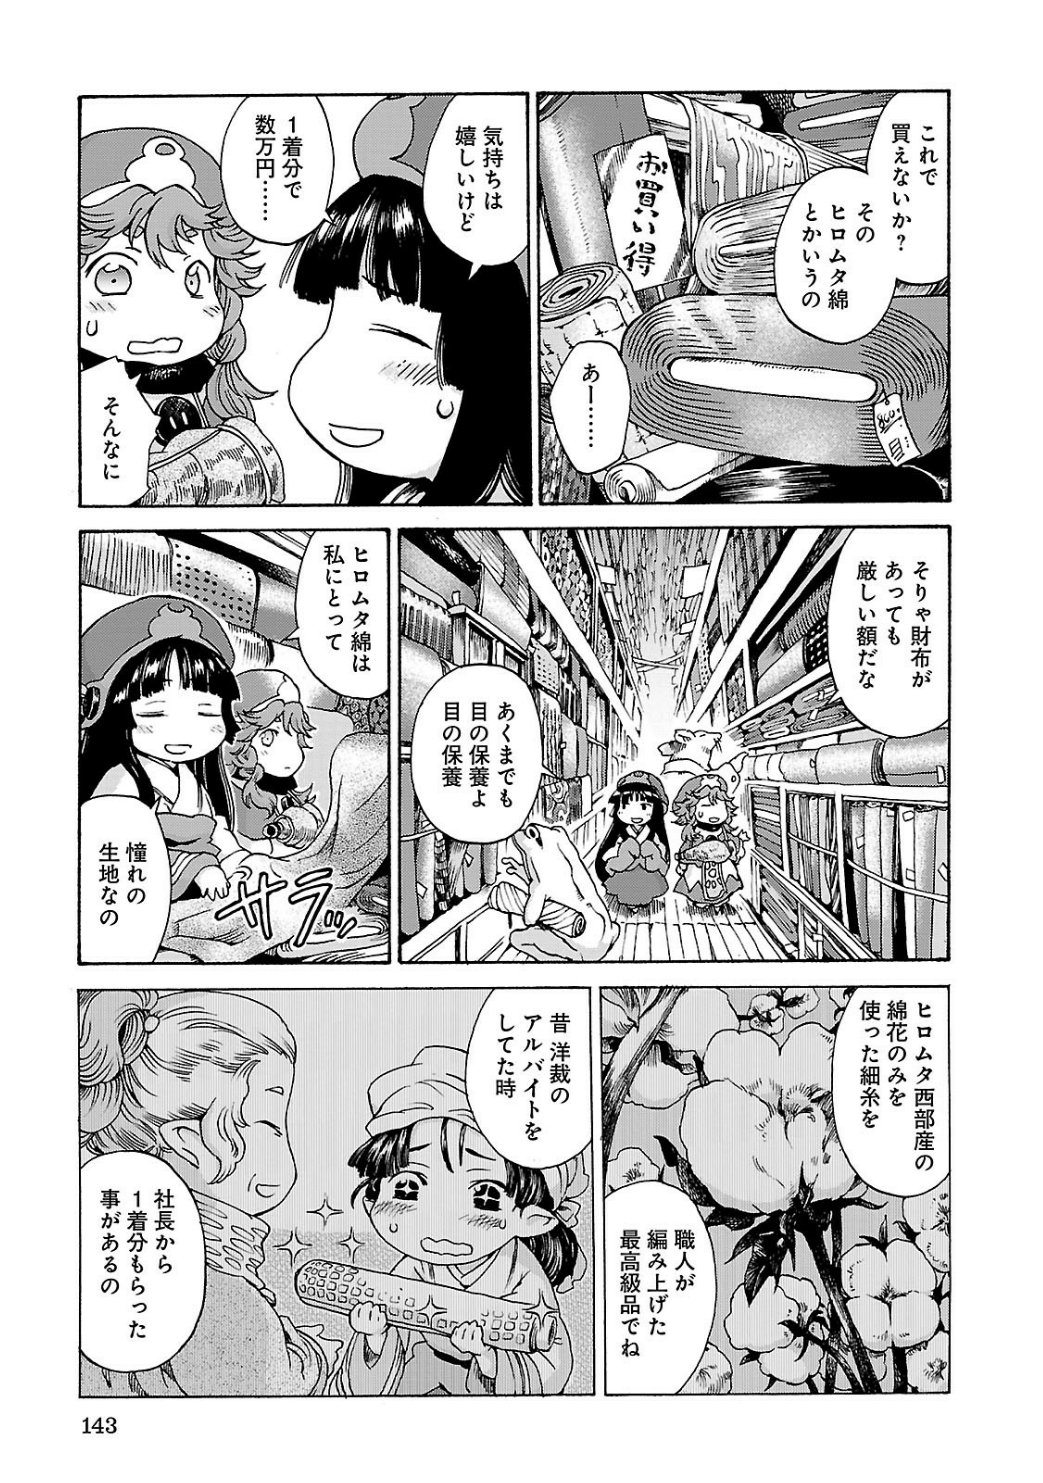 これで
買えないか?
その
ヒロムタ綿
とかいうの
お買い得
800.
あー……
気持ちは
嬉しいけど
1着分で
数万円……
そんなに
そりゃ財布が
あっても
厳しい額だな
あくまでも
目の保養よ
目の保養
ヒロムタ綿は
私にとって
憧れの
生地なの
サラ
ヒロムタ西部産の
綿花のみを
使った細糸を
職人が
編み上げた
最高級品でね
昔 洋裁の
アルバイトを
してた時
社長から
1着分もらった
事があるの
143